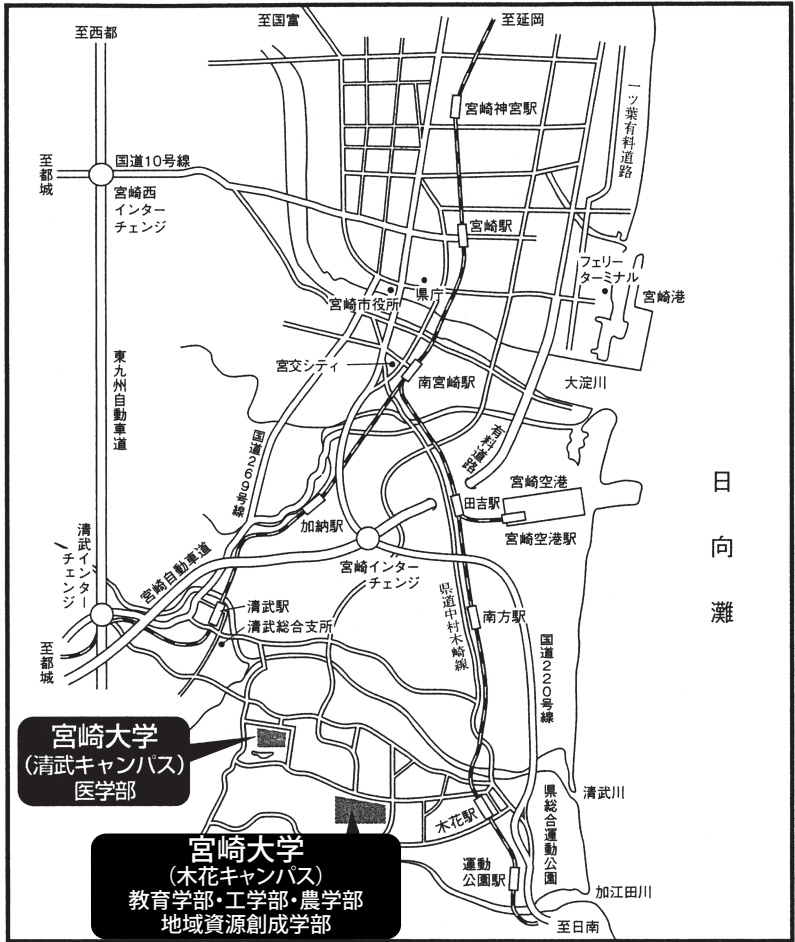 至国富
至延岡
至西都
一ツ葉有料道路
宮崎神宮駅
国道10号線
至都城
宮崎西
インター
チェンジ
宮崎駅
フェリー
ターミナル
県庁
宮崎市役所
宮崎港
東九州自動車道
宮交シティ
南宮崎駅
大淀川
国道269号線
有料道路
宮崎空港
田吉駅
日向灘
加納駅
宮崎空港駅
清武インター
チェンジ
宮崎自動車道
宮崎インター
チェンジ
県道中村木崎線
清武駅
南方駅
清武総合支所
国道220号線
至都城
宮崎大学
(清武キャンパス)
医学部
県総合運動公園
清武川
木花駅
宮崎大学
(木花キャンパス)
教育学部・工学部・農学部
地域資源創成学部
運動
公園駅
加江田川
至日南